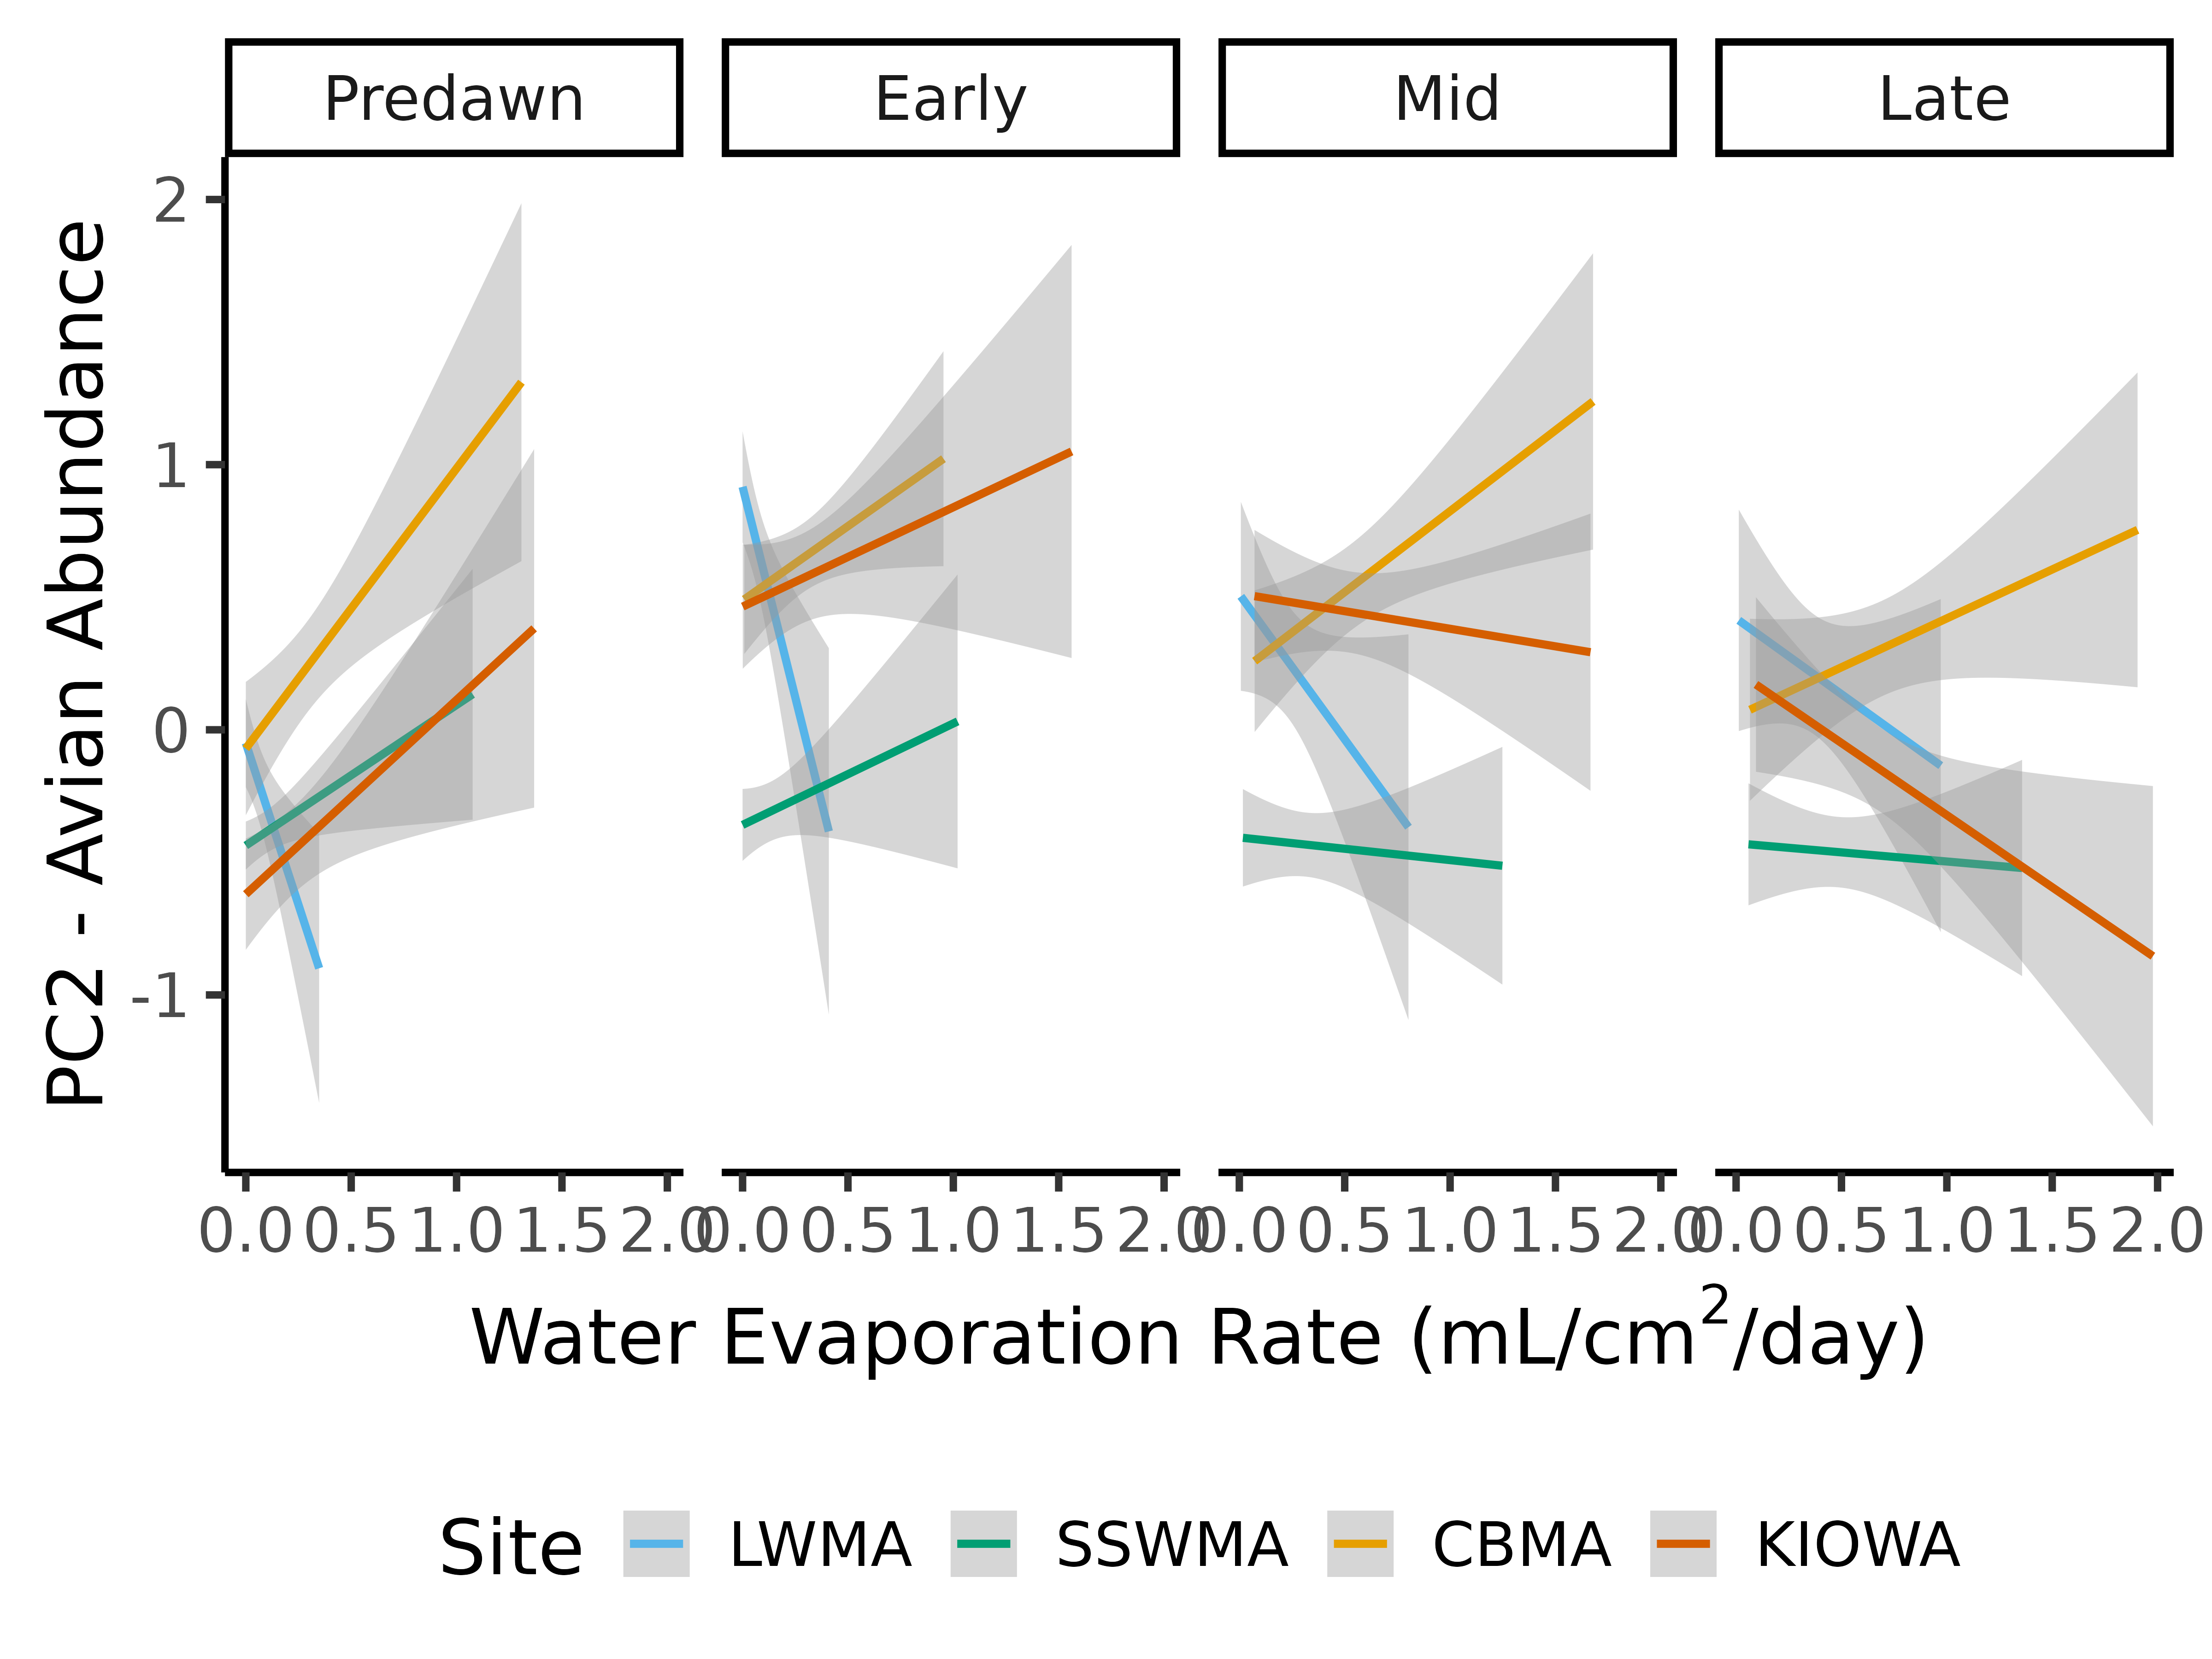 Predawn Early Mid Late
PC2 - Avian Abundance
2
1
0
-1
0.0 0.5 1.0 1.5 2.0 0.0 0.5 1.0 1.5 2.0 0.0 0.5 1.0 1.5 2.0 0.0 0.5 1.0 1.5 2.0
Water Evaporation Rate (mL/cm²/day)
Site LWMA SSWMA CBMA KIOWA